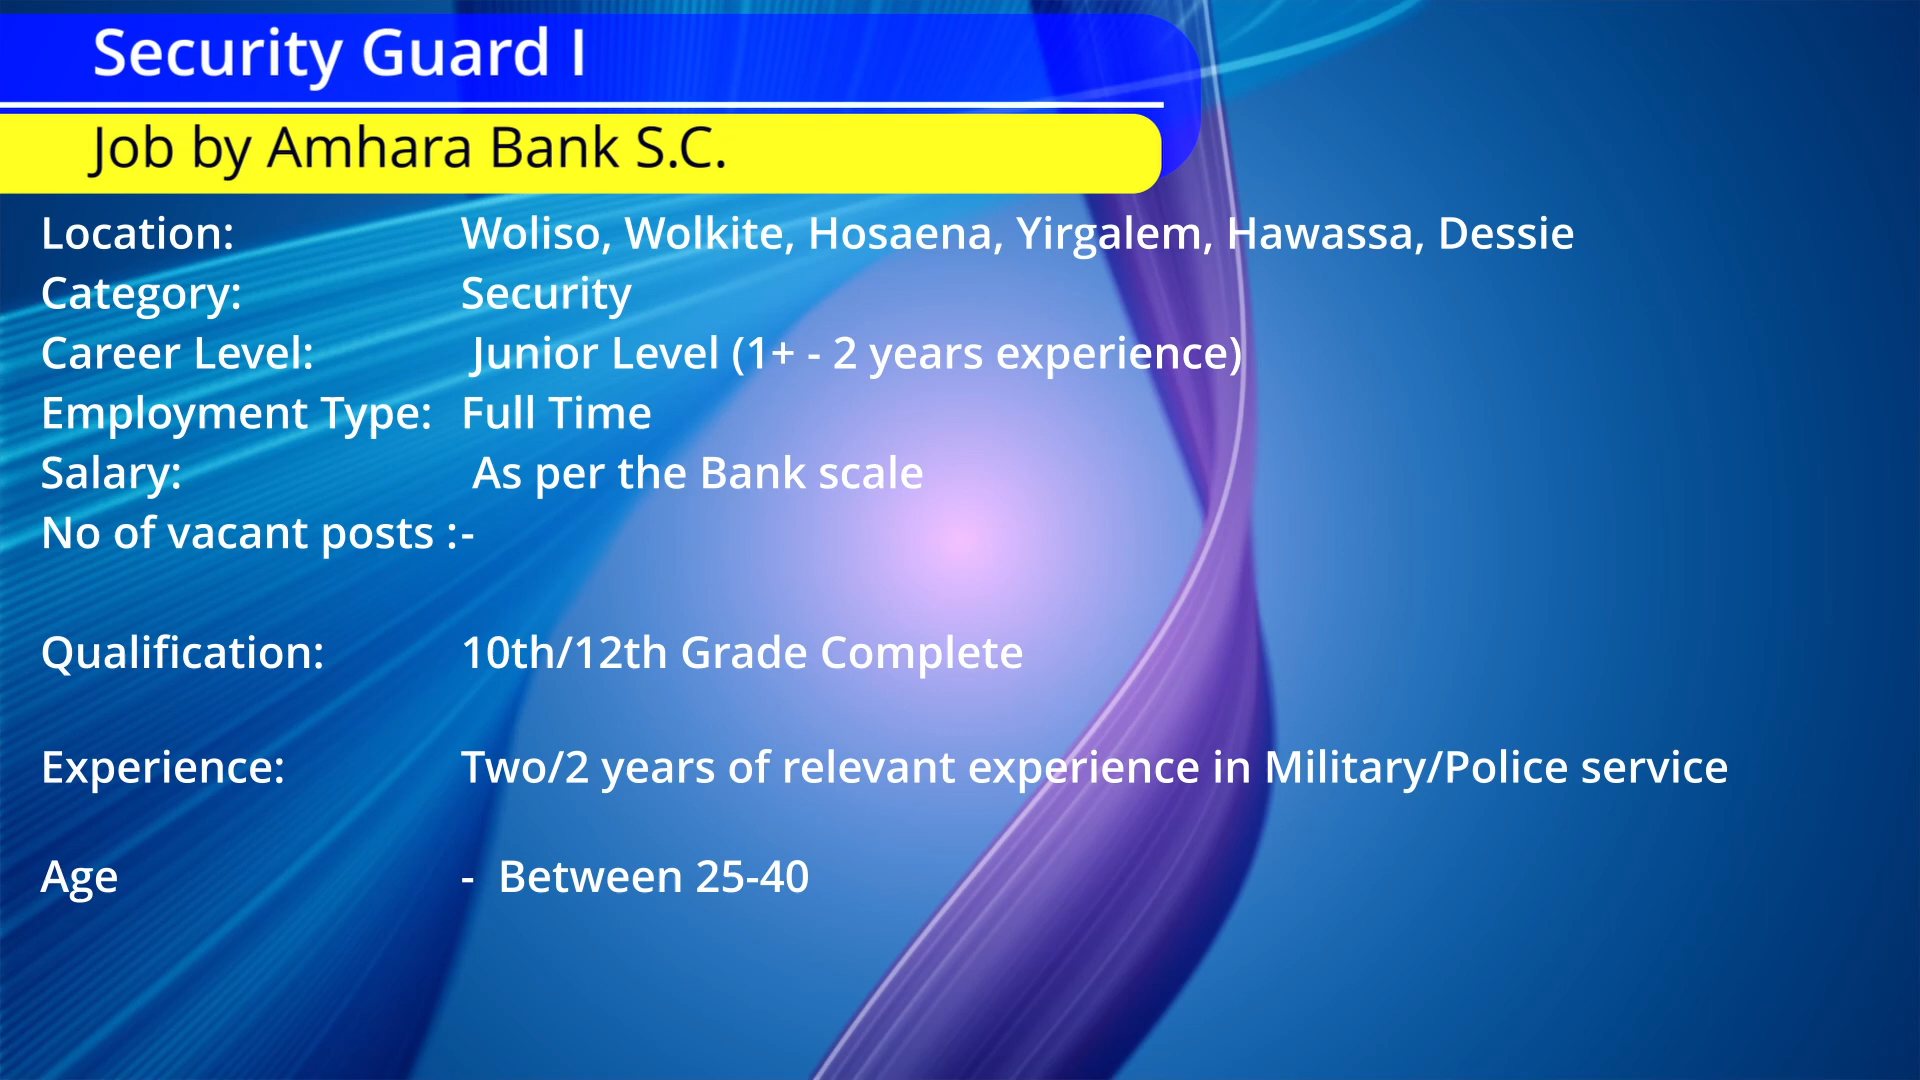 Security Guard I
Job by Amhara Bank S.C.
Location: Woliso, Wolkite, Hosaena, Yirgalem, Hawassa, Dessie
Category: Security
Career Level: Junior Level (1+ - 2 years experience)
Employment Type: Full Time
Salary: As per the Bank scale
No of vacant posts :-
Qualification: 10th/12th Grade Complete
Experience: Two/2 years of relevant experience in Military/Police service
Age - Between 25-40